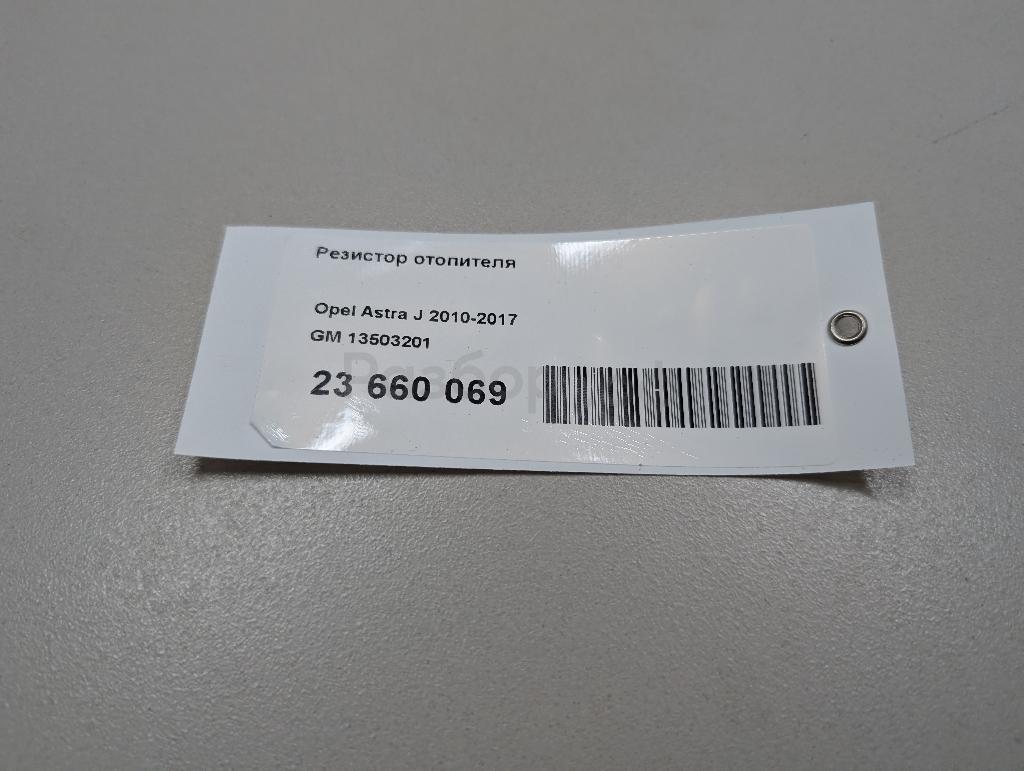 Резистор отопителя
Opel Astra J 2010-2017
GM 13503201
23 660 069